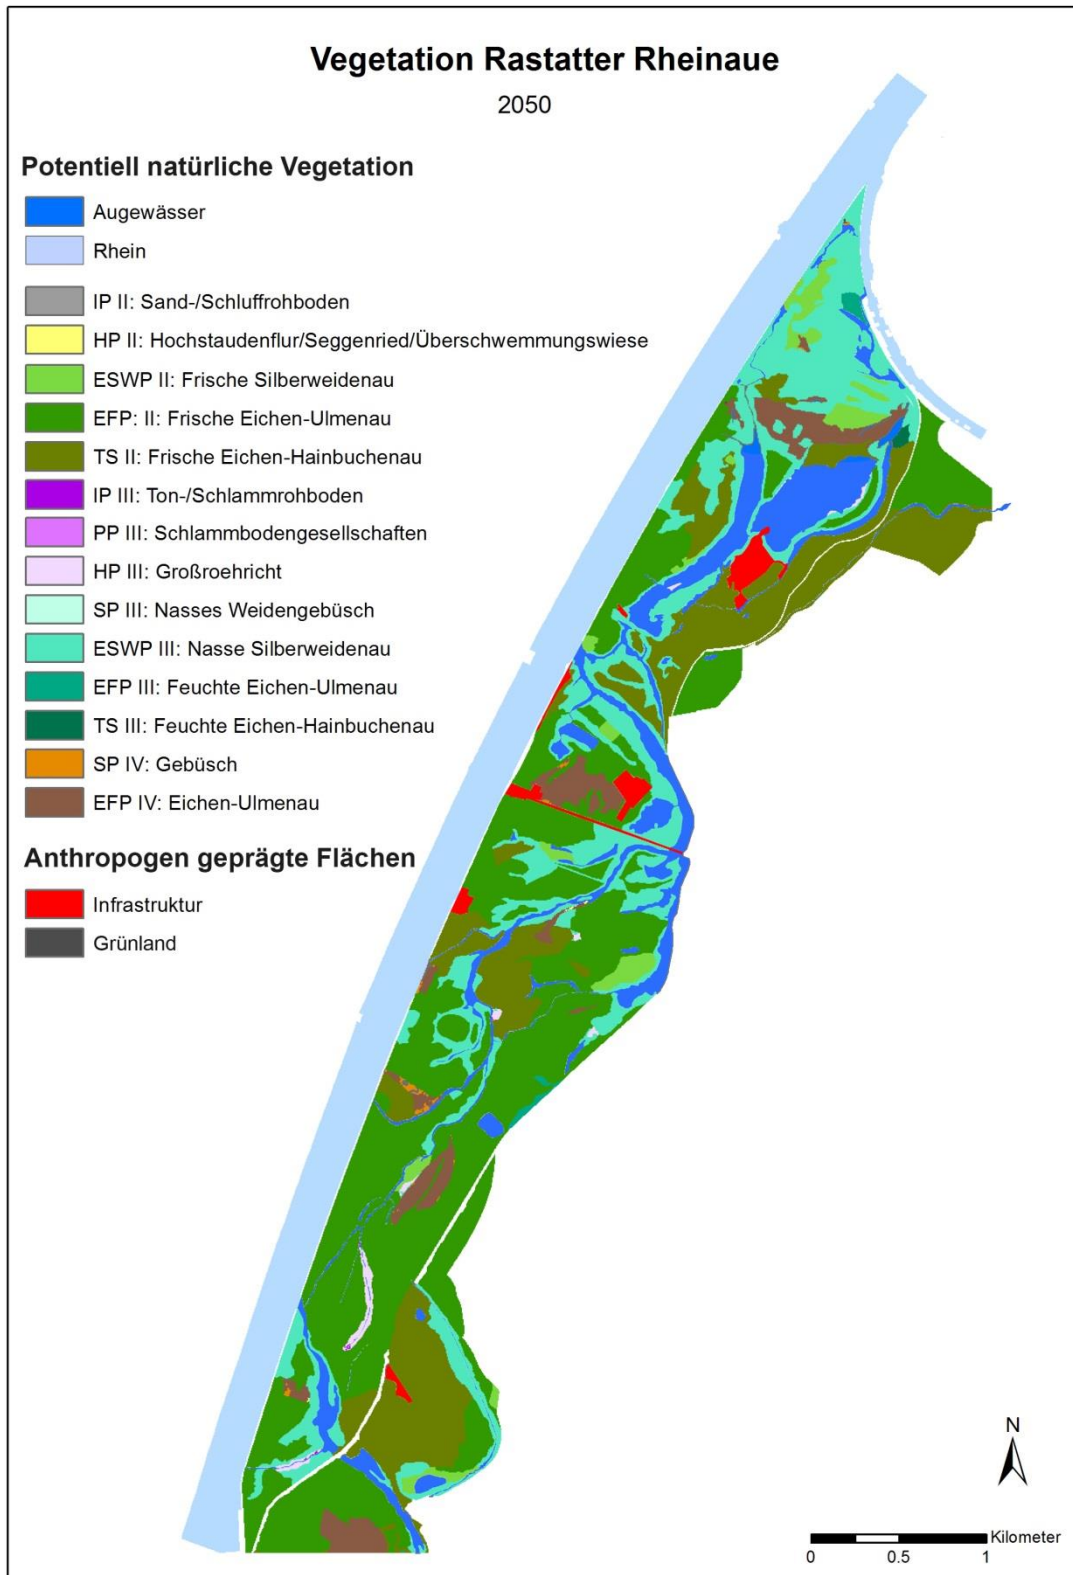 Vegetation Rastatter Rheinaue
2050
Potentiell natürliche Vegetation
Augewässer
Rhein
IP II: Sand-/Schluffrohboden
HP II: Hochstaudenflur/Seggenried/Überschwemmungswiese
ESWP II: Frische Silberweidenau
EFP: II: Frische Eichen-Ulmenau
TS II: Frische Eichen-Hainbuchenau
IP III: Ton-/Schlammrohboden
PP III: Schlammbodengesellschaften
HP III: Großroehricht
SP III: Nasses Weidengebüsch
ESWP III: Nasse Silberweidenau
EFP III: Feuchte Eichen-Ulmenau
TS III: Feuchte Eichen-Hainbuchenau
SP IV: Gebüsch
EFP IV: Eichen-Ulmenau
Anthropogen geprägte Flächen
Infrastruktur
Grünland
N
Kilometer
0 0.5 1